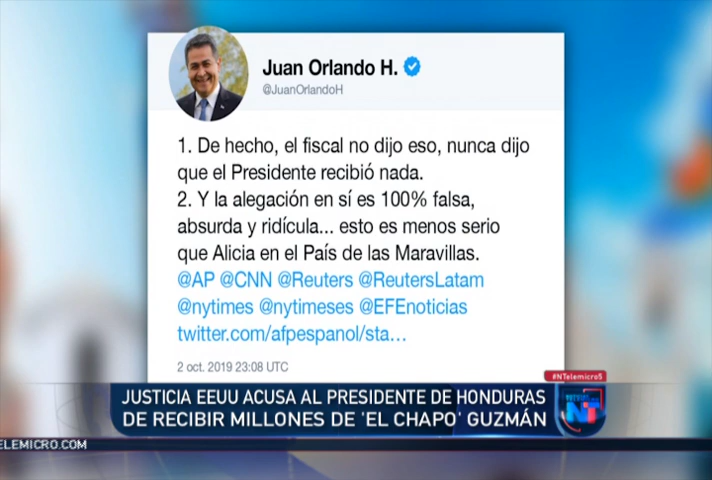 Juan Orlando H.
@JuanOrlandoH
1. De hecho, el fiscal no dijo eso, nunca dijo
que el Presidente recibió nada.
2. Y la alegación en sí es 100% falsa,
absurda y ridícula... esto es menos serio
que Alicia en el País de las Maravillas.
@AP @CNN @Reuters @ReutersLatam
@nytimes @nytimeses @EFEnoticias
twitter.com/afpespanol/sta…
2 oct. 2019 23:08 UTC
#NTelemicro5
JUSTICIA EEUU ACUSA AL PRESIDENTE DE HONDURAS
DE RECIBIR MILLONES DE 'EL CHAPO' GUZMÁN
NT
TELEMICRO.COM